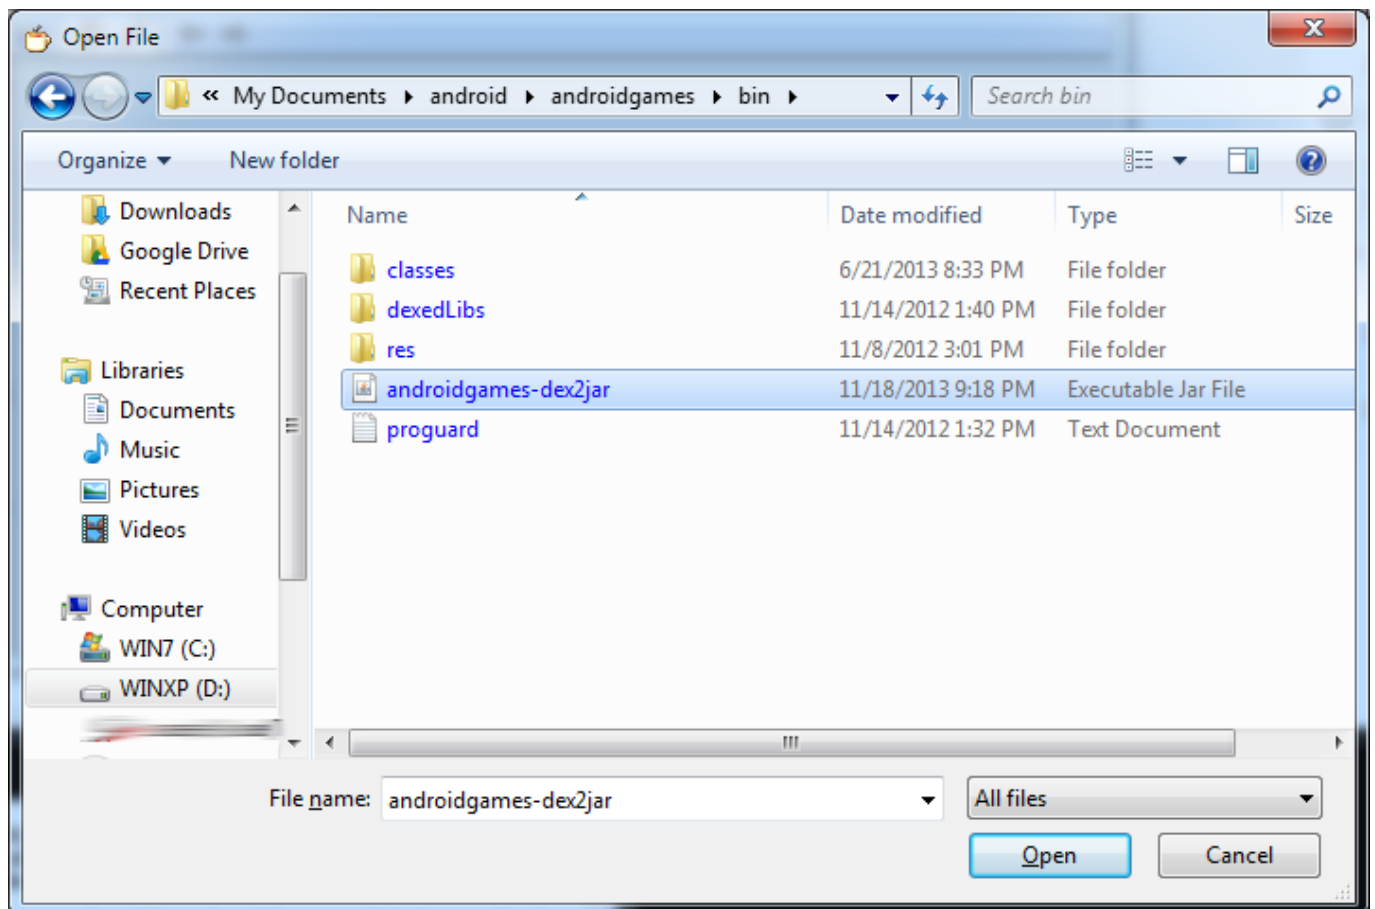 Open File
« My Documents android androidgames bin Search bin
Organize New folder
Downloads
Google Drive
Recent Places
Libraries
Documents
Music
Pictures
Videos
Computer
WIN7 (C:)
WINXP (D:)
Name Date modified Type Size
classes 6/21/2013 8:33 PM File folder
dexedLibs 11/14/2012 1:40 PM File folder
res 11/8/2012 3:01 PM File folder
androidgames-dex2jar 11/18/2013 9:18 PM Executable Jar File
proguard 11/14/2012 1:32 PM Text Document
File name: androidgames-dex2jar All files
Open Cancel